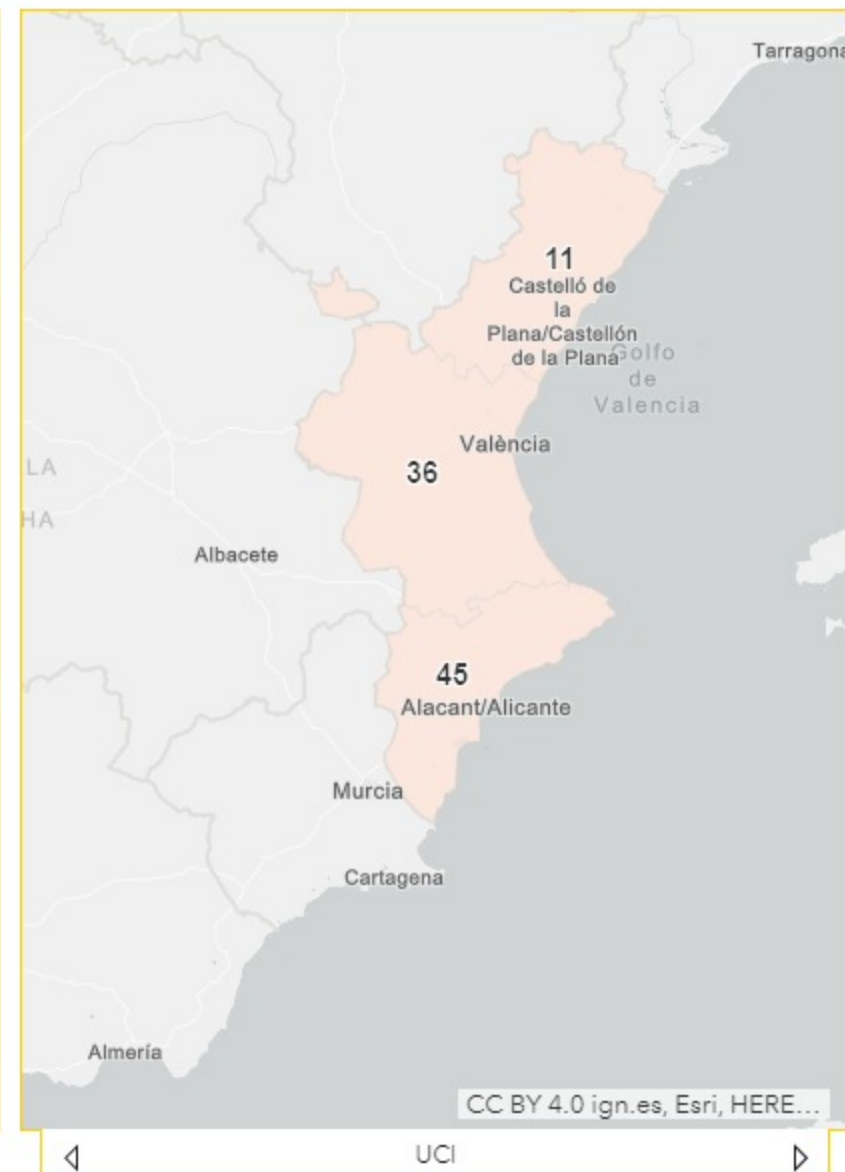 Tarragona
11
Castelló de
la
Plana/Castellón
de la Plana
Golfo
de
Valencia
València
36
LA
HA
Albacete
45
Alacant/Alicante
Murcia
Cartagena
Almería
CC BY 4.0 ign.es, Esri, HERE...
UCI